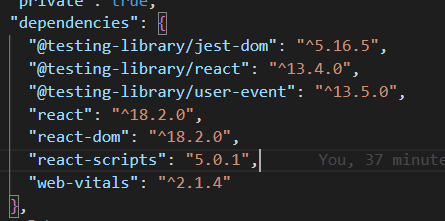 "private": true,
"dependencies": {
"@testing-library/jest-dom": "^5.16.5",
"@testing-library/react": "^13.4.0",
"@testing-library/user-event": "^13.5.0",
"react": "^18.2.0",
"react-dom": "^18.2.0",
"react-scripts": "5.0.1", You, 37 minute
"web-vitals": "^2.1.4"
},